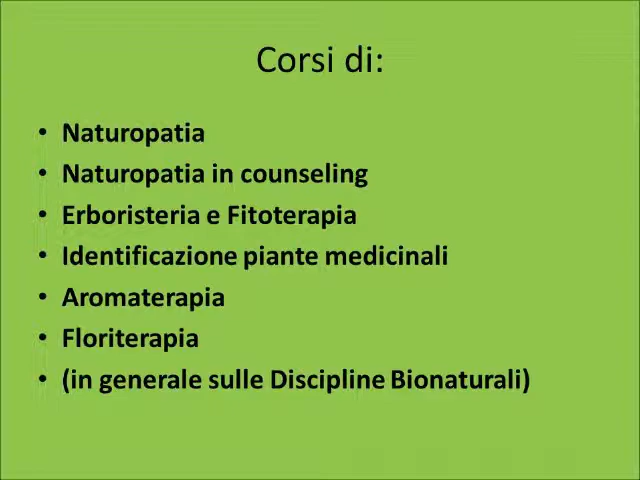 Corsi di:
• Naturopatia
• Naturopatia in counseling
• Erboristeria e Fitoterapia
• Identificazione piante medicinali
• Aromaterapia
• Floriterapia
• (in generale sulle Discipline Bionaturali)